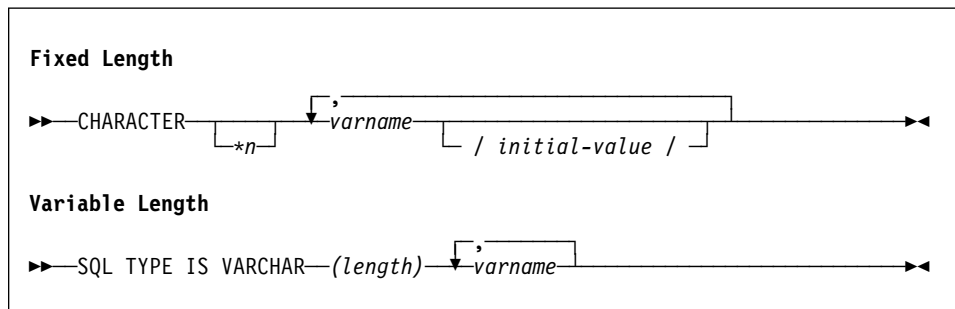 Fixed Length
,
CHARACTER *n varname / initial-value /
Variable Length
,
SQL TYPE IS VARCHAR (length) varname